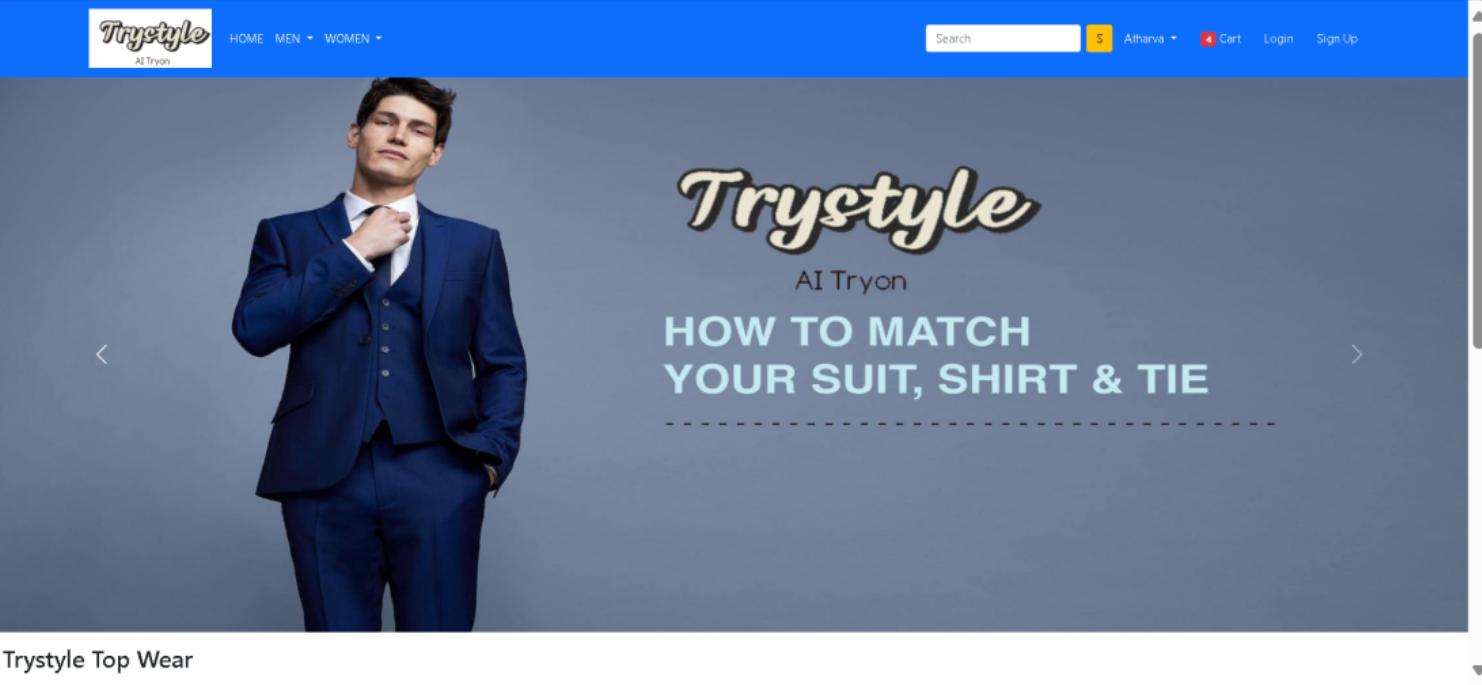 Trystyle
AI Tryon
HOME MEN WOMEN
Search S Atharva 4 Cart Login Sign Up
Trystyle
AI Tryon
HOW TO MATCH
YOUR SUIT, SHIRT & TIE
Trystyle Top Wear